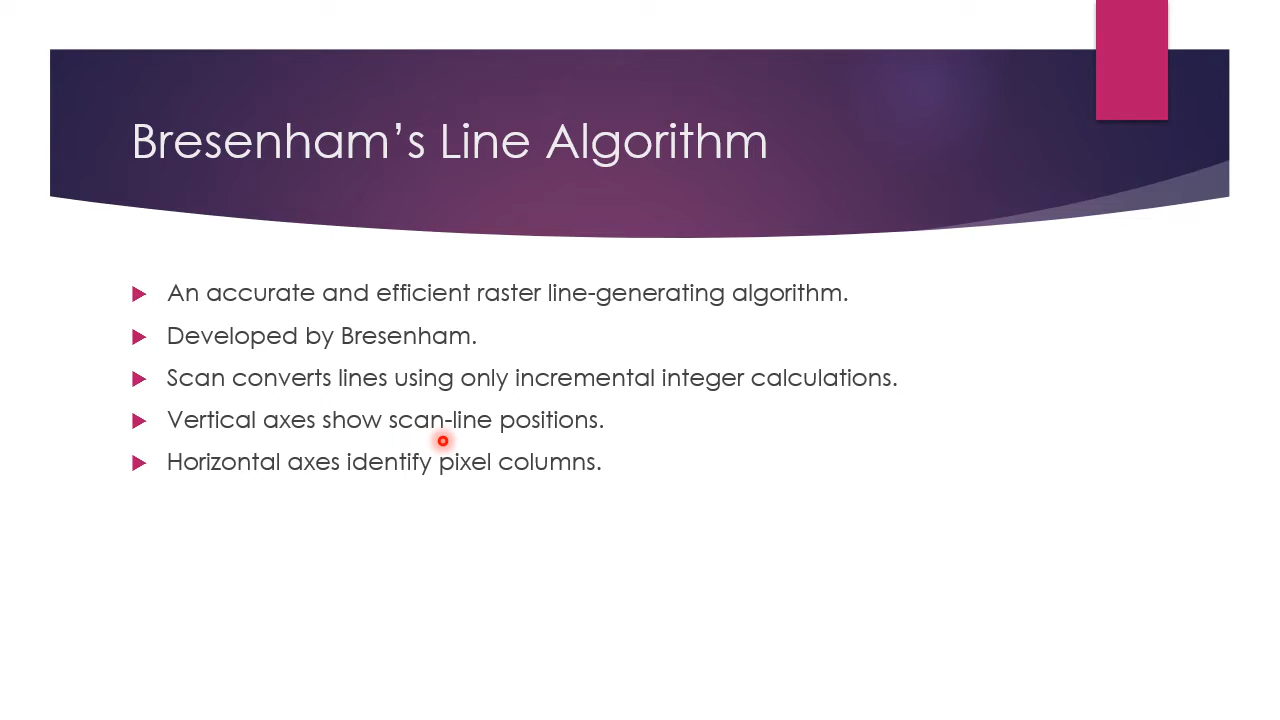 Bresenham’s Line Algorithm
An accurate and efficient raster line-generating algorithm.
Developed by Bresenham.
Scan converts lines using only incremental integer calculations.
Vertical axes show scan-line positions.
Horizontal axes identify pixel columns.